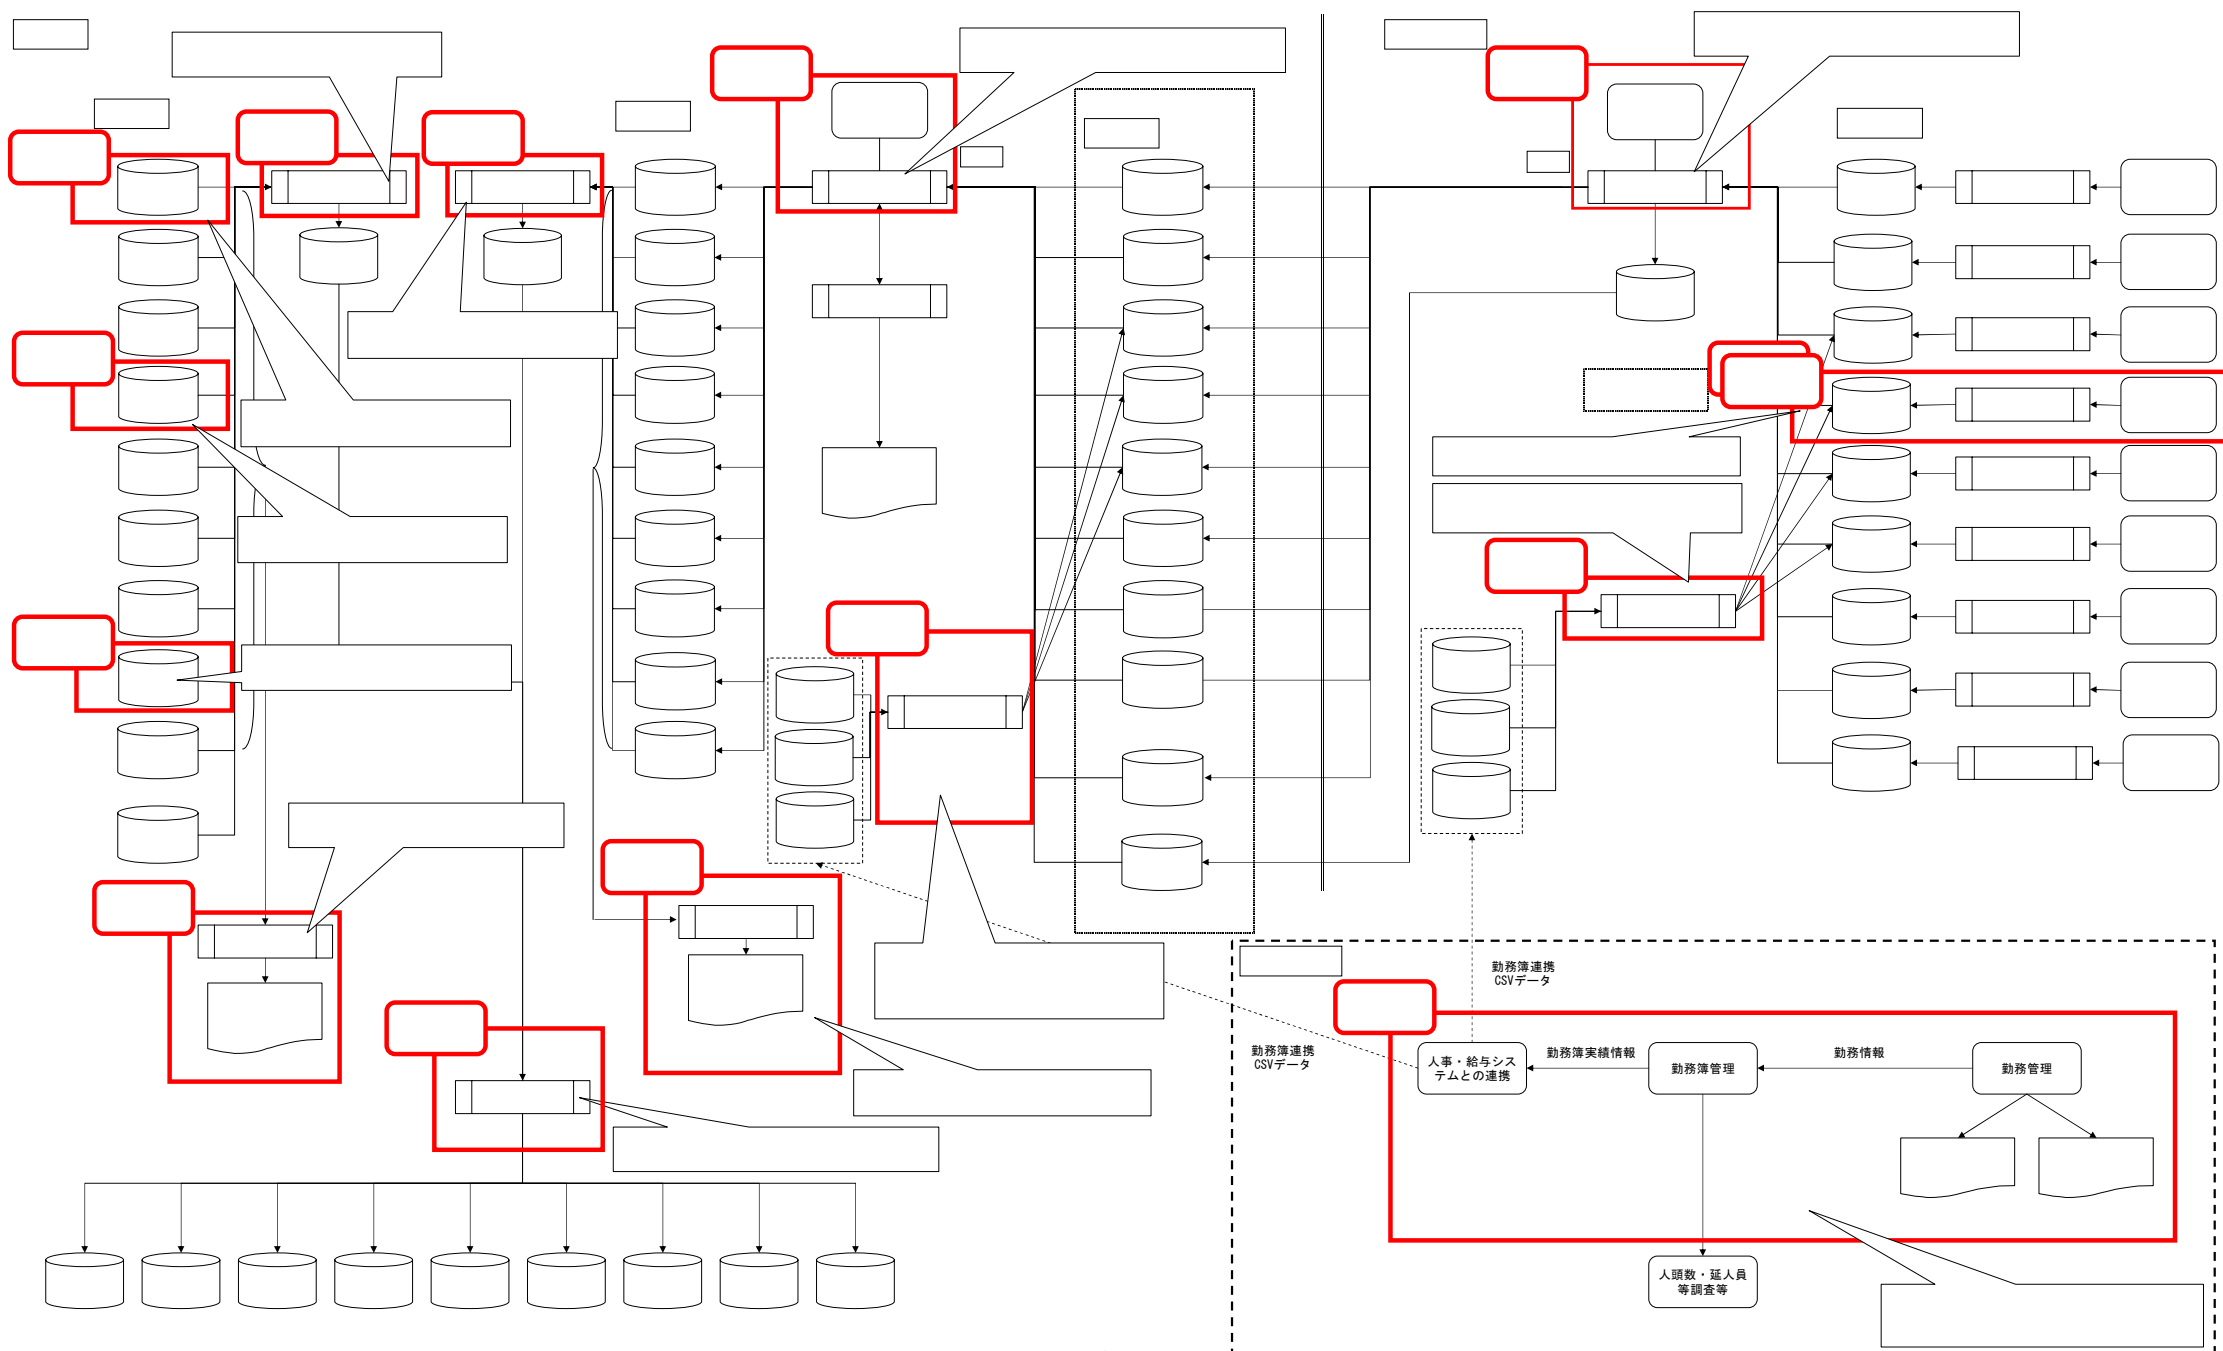 勤務簿連携
CSVデータ
勤務簿連携
CSVデータ
人事・給与シス
テムとの連携
勤務簿実績情報
勤務簿管理
勤務情報
勤務管理
人頭数・延人員
等調査等